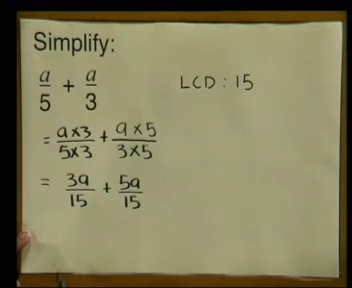 Simplify:
a/5 + a/3
LCD : 15
= a×3/5×3 + a×5/3×5
= 3a/15 + 5a/15